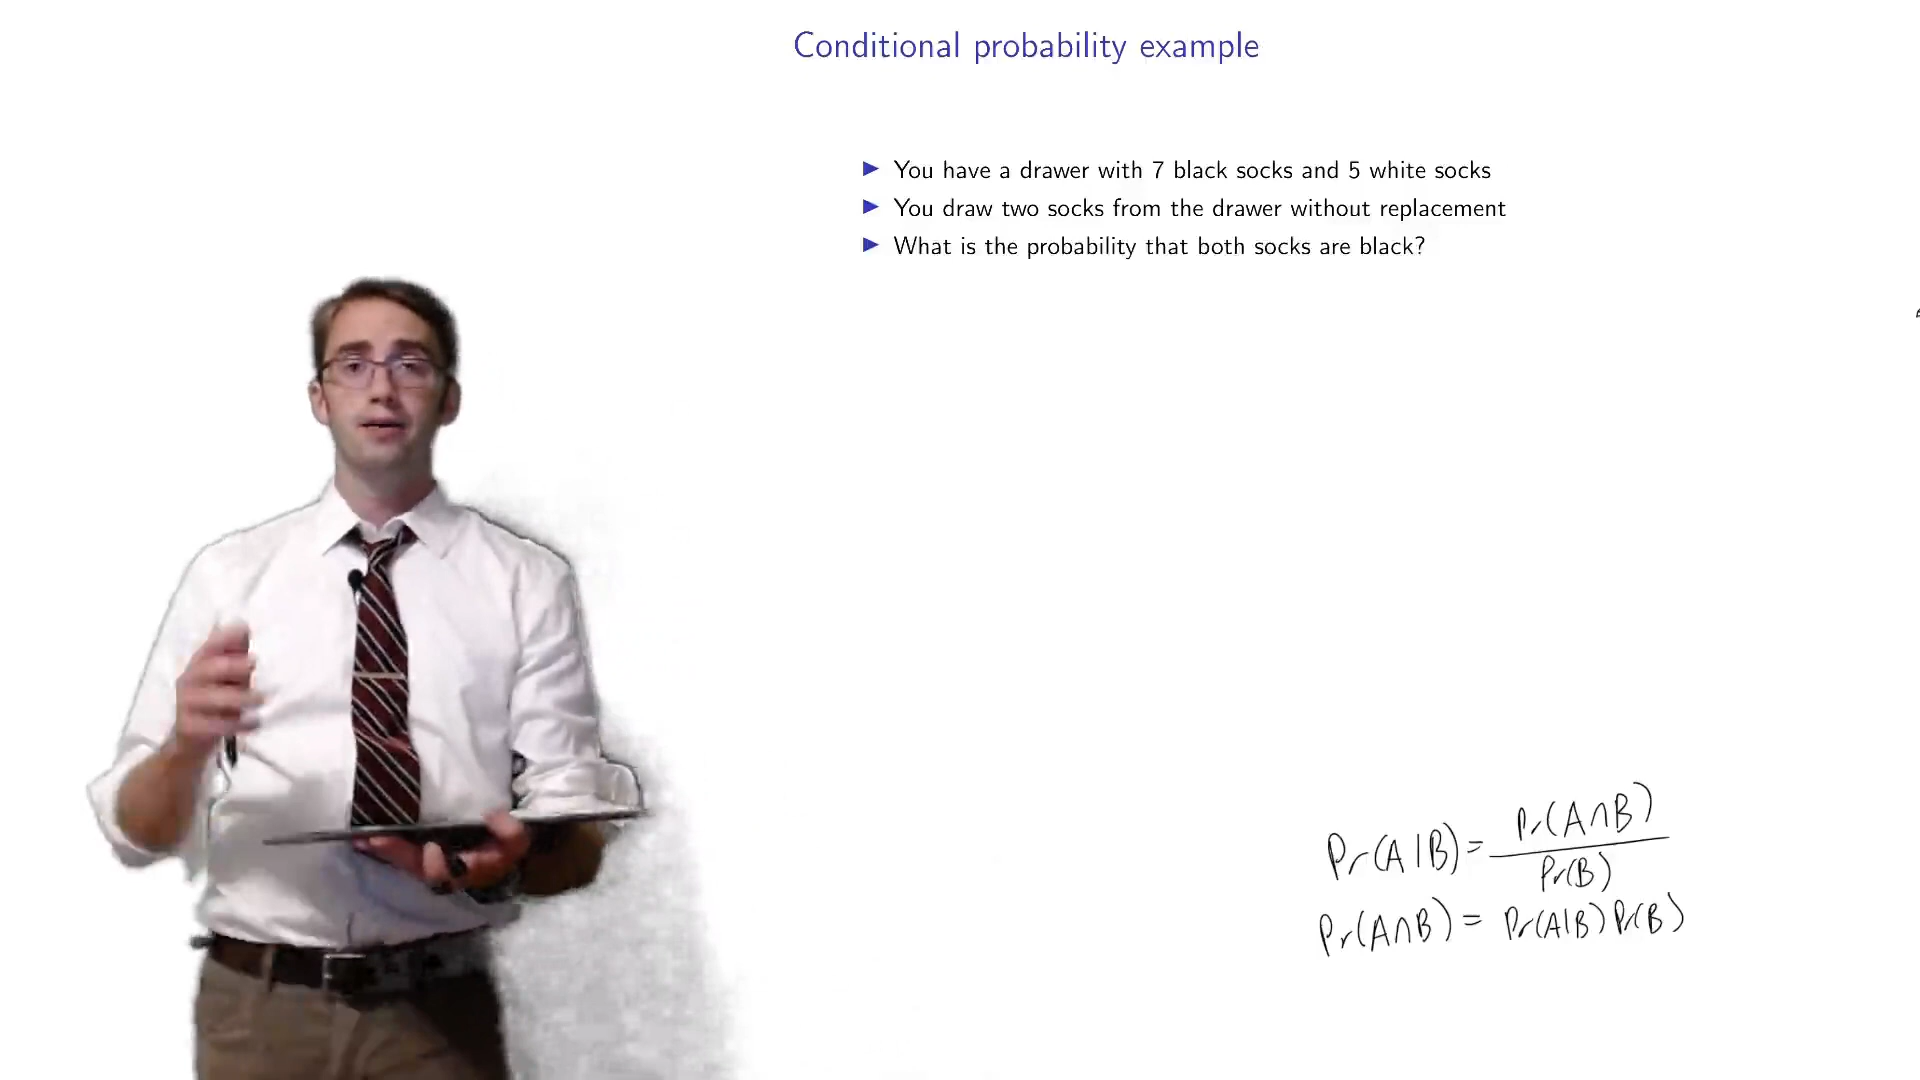 Conditional probability example
▶ You have a drawer with 7 black socks and 5 white socks
▶ You draw two socks from the drawer without replacement
▶ What is the probability that both socks are black?
Pr(A|B) = Pr(A∩B) / Pr(B)
Pr(A∩B) = Pr(A|B) Pr(B)